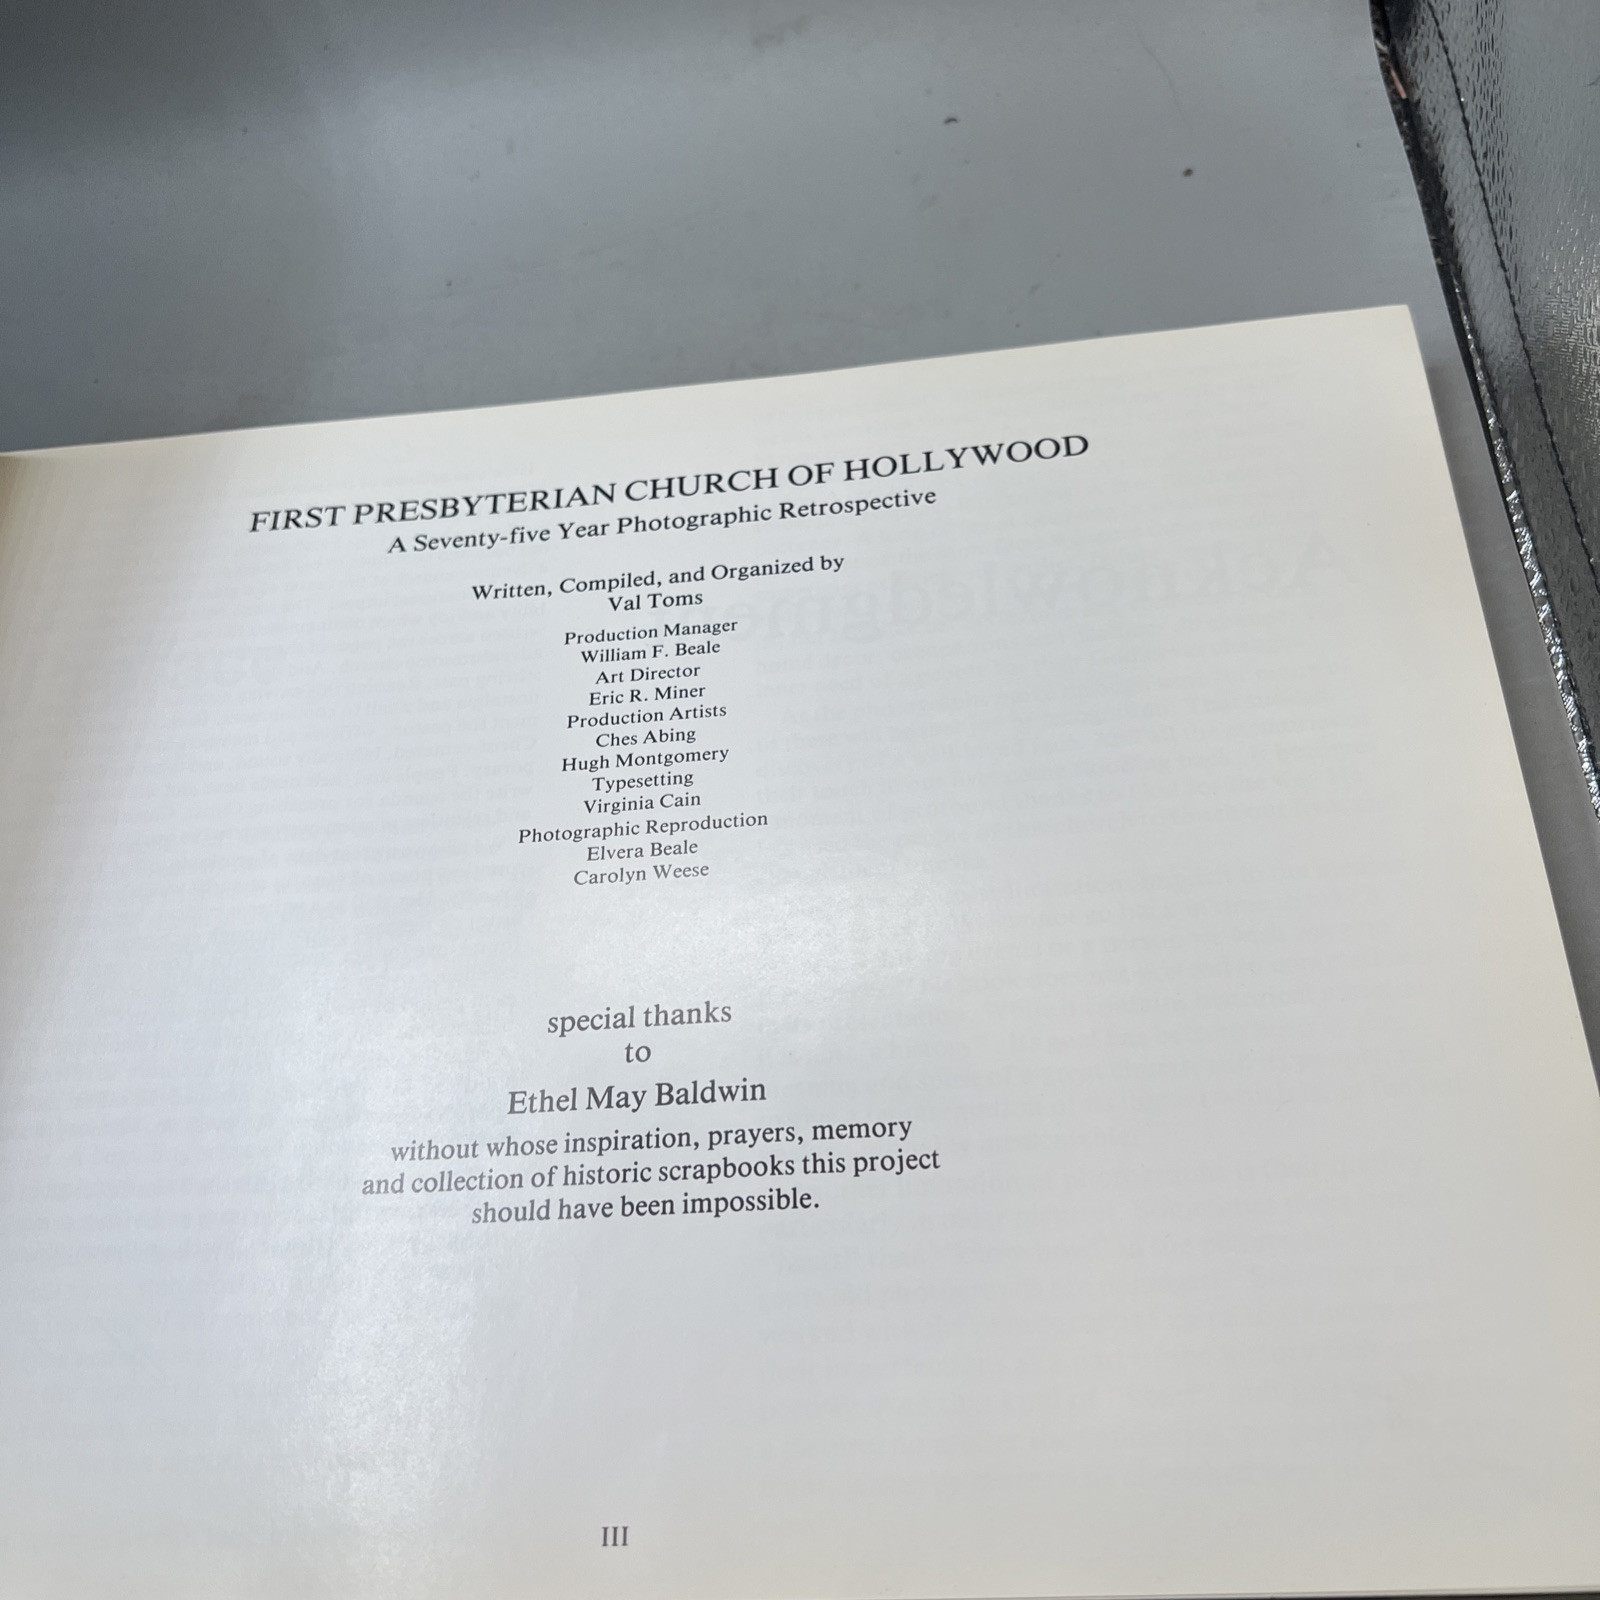 FIRST PRESBYTERIAN CHURCH OF HOLLYWOOD
A Seventy-five Year Photographic Retrospective
Written, Compiled, and Organized by
Val Toms
Production Manager
William F. Beale
Art Director
Eric R. Miner
Production Artists
Ches Abing
Hugh Montgomery
Typesetting
Virginia Cain
Photographic Reproduction
Elvera Beale
Carolyn Weese
special thanks
to
Ethel May Baldwin
without whose inspiration, prayers, memory
and collection of historic scrapbooks this project
should have been impossible.
III